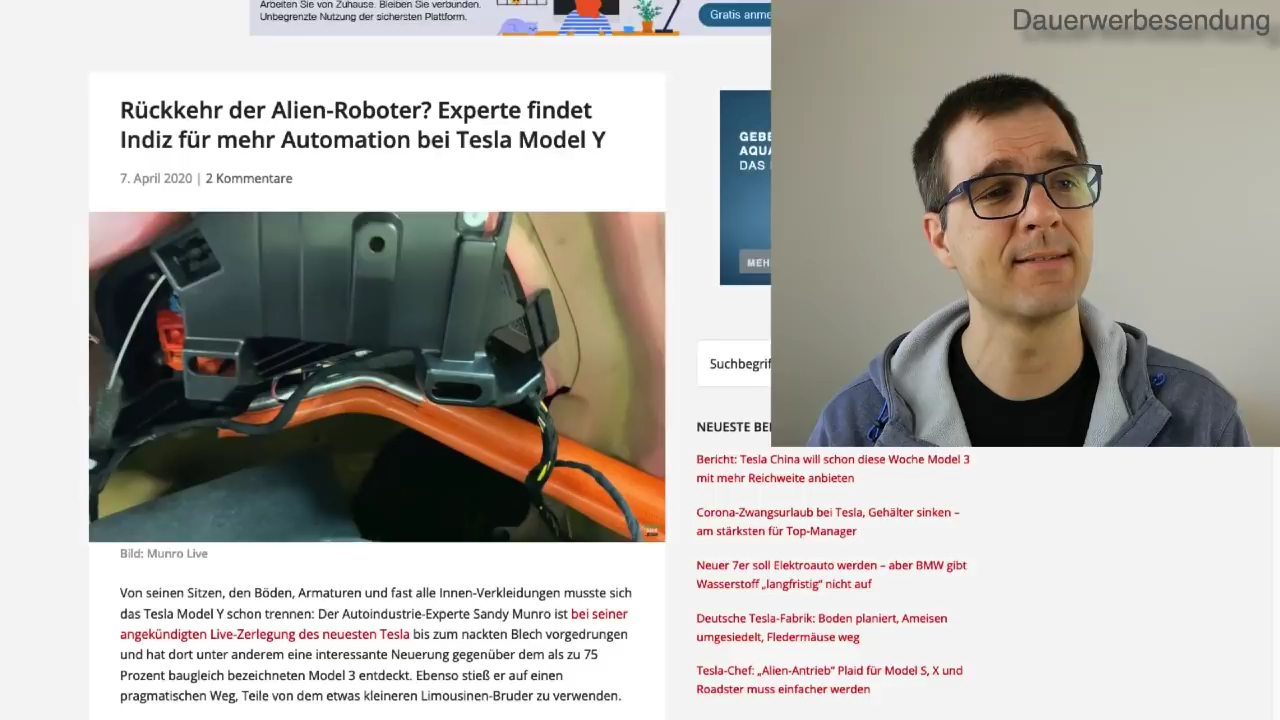 Arbeiten Sie von Zuhause. Bleiben Sie verbunden.
Unbegrenzte Nutzung der sichersten Plattform.
Gratis
Dauerwerbesendung
Rückkehr der Alien-Roboter? Experte findet
Indiz für mehr Automation bei Tesla Model Y
7. April 2020 | 2 Kommentare
DAS
Bild: Munro Live
Von seinen Sitzen, den Böden, Armaturen und fast alle Innen-Verkleidungen musste sich
das Tesla Model Y schon trennen: Der Autoindustrie-Experte Sandy Munro ist bei seiner
angekündigten Live-Zerlegung des neuesten Tesla bis zum nackten Blech vorgedrungen
und hat dort unter anderem eine interessante Neuerung gegenüber dem als zu 75
Prozent baugleich bezeichneten Model 3 entdeckt. Ebenso stieß er auf einen
pragmatischen Weg, Teile von dem etwas kleineren Limousinen-Bruder zu verwenden.
NEUESTE
Bericht: Tesla China will schon diese Woche Model 3
mit mehr Reichweite anbieten
Corona-Zwangsurlaub bei Tesla, Gehälter sinken –
am stärksten für Top-Manager
Neuer 7er soll Elektroauto werden – aber BMW gibt
Wasserstoff „langfristig“ nicht auf
Deutsche Tesla-Fabrik: Boden planiert, Ameisen
umgesiedelt, Fledermäuse weg
Tesla-Chef: „Alien-Antrieb“ Plaid für Model S, X und
Roadster muss einfacher werden